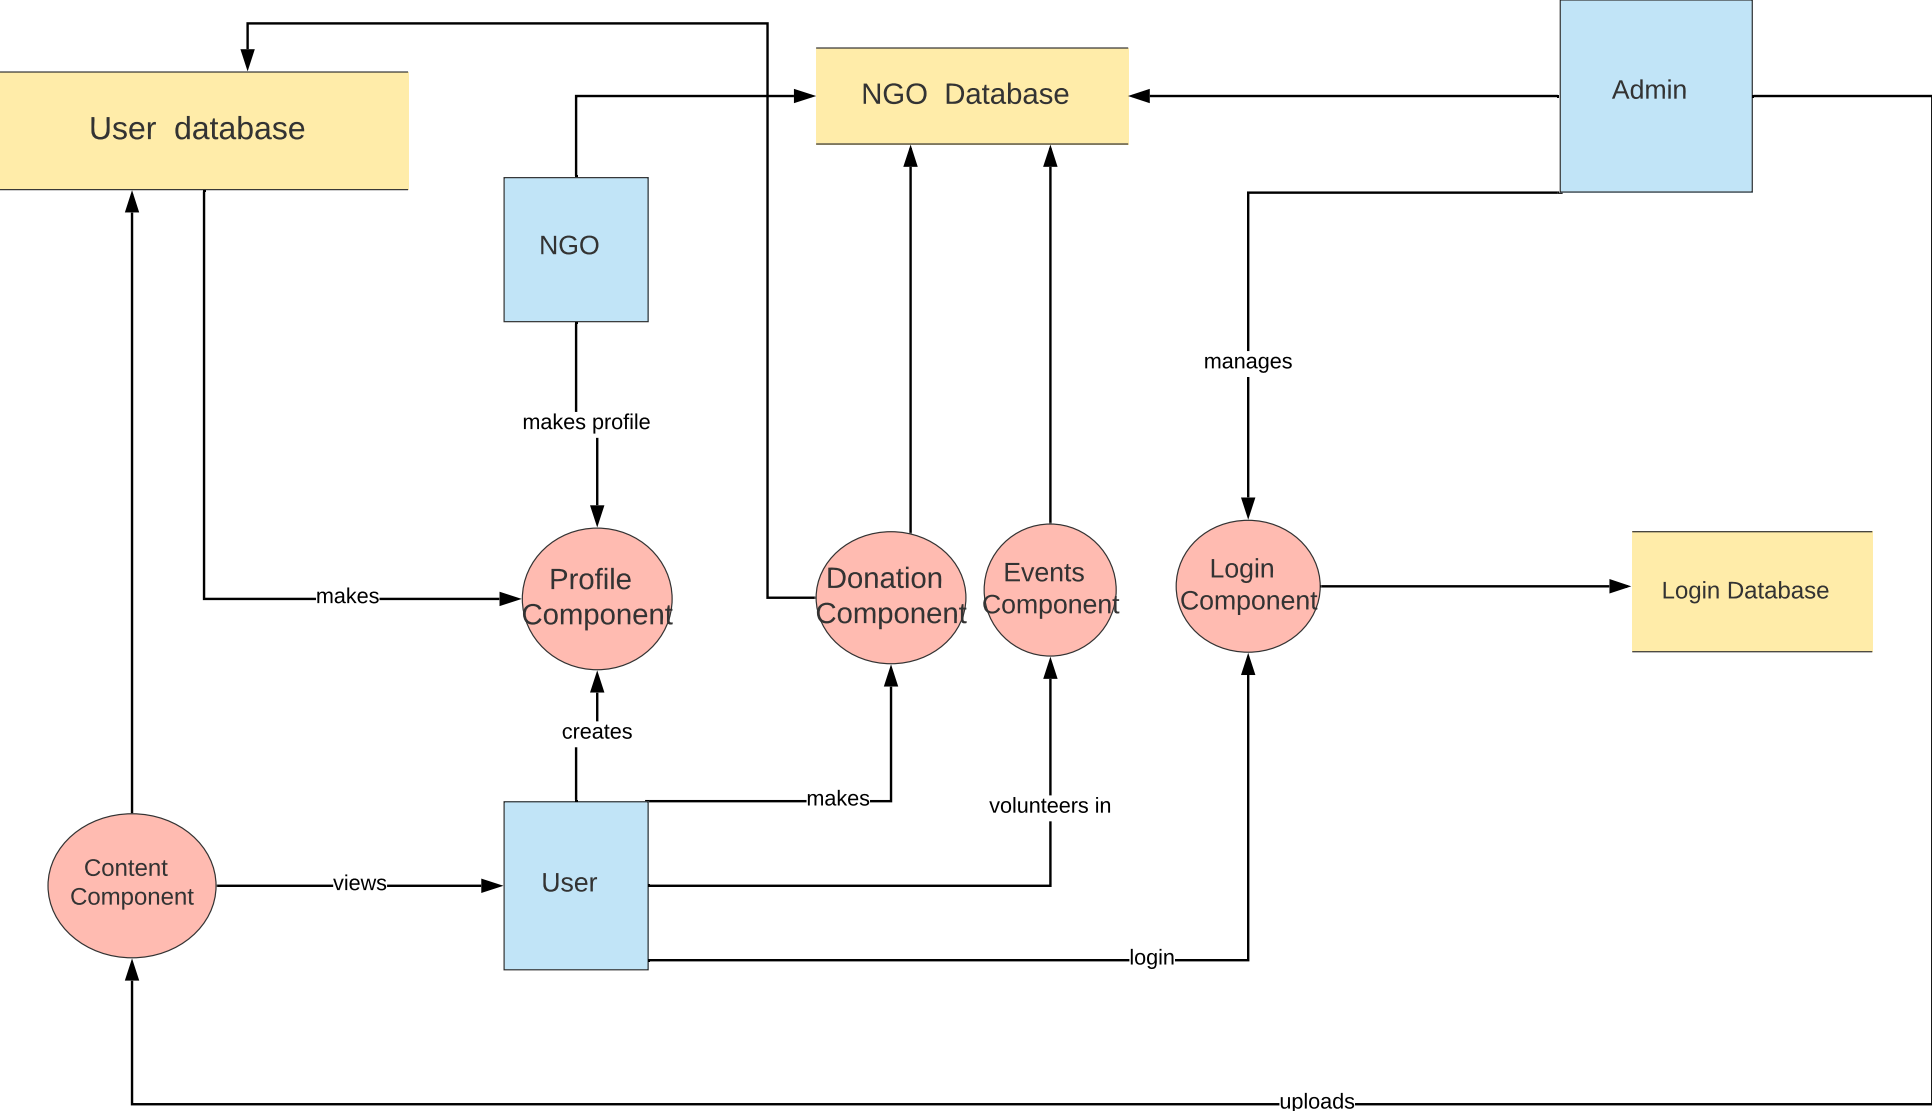 Admin
NGO  Database
User  database
NGO
manages
makes profile
Login
Component
Events
Component
Profile
Component
Donation
Component
Login Database
makes
creates
makes
volunteers in
Content
Component
views
User
login
uploads